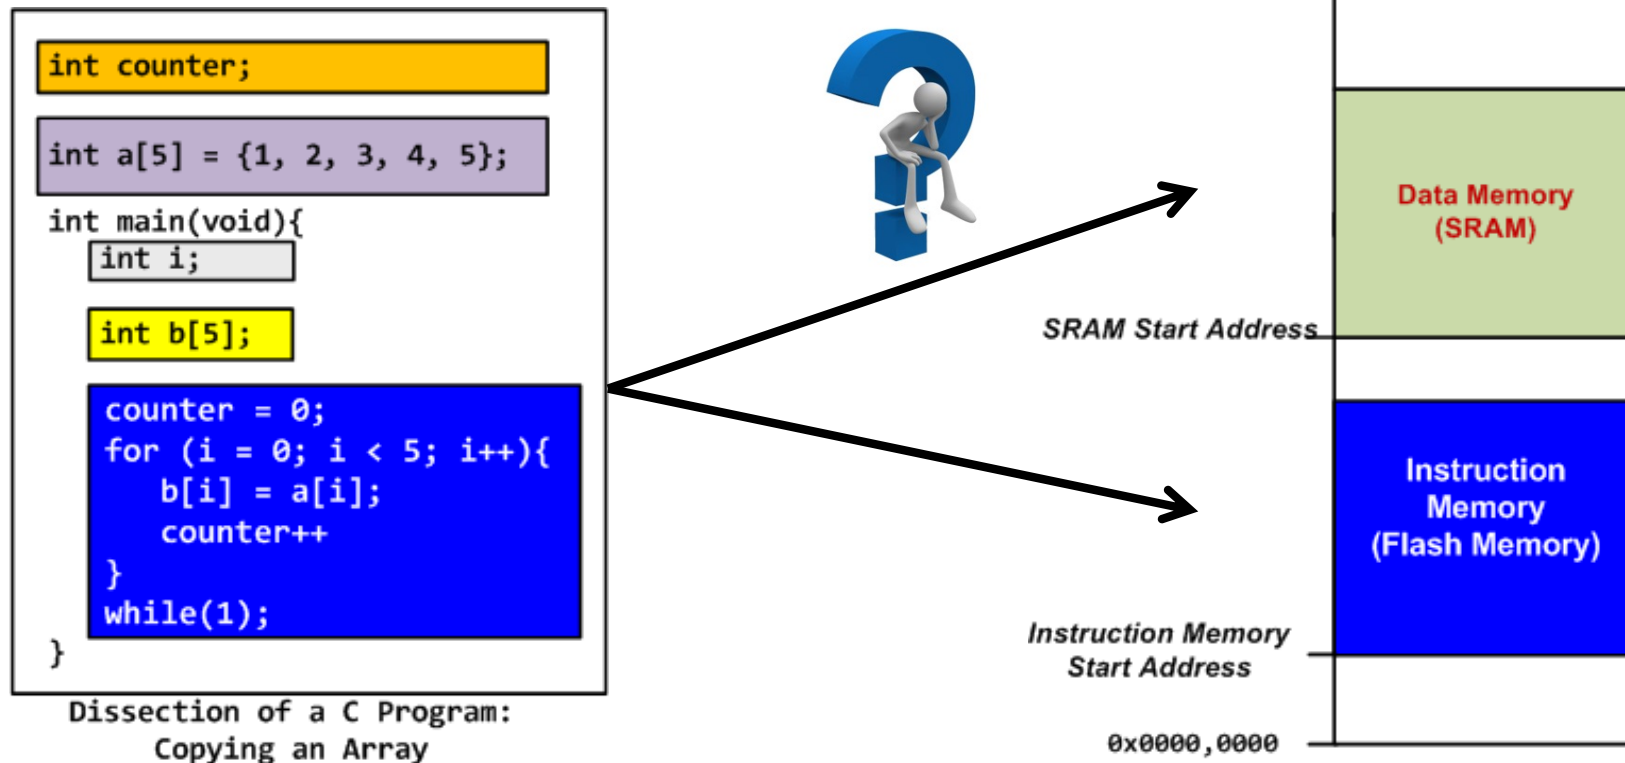 int counter;
int a[5] = {1, 2, 3, 4, 5};
int main(void){
int i;
int b[5];
counter = 0;
for (i = 0; i < 5; i++){
b[i] = a[i];
counter++
}
while(1);
}
Dissection of a C Program:
Copying an Array
Data Memory
(SRAM)
SRAM Start Address
Instruction
Memory
(Flash Memory)
Instruction Memory
Start Address
0x0000,0000